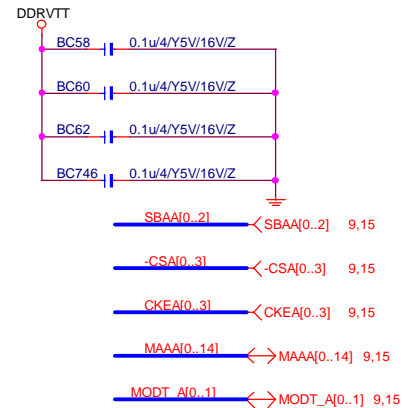 DDRVTT
BC58 0.1u/4/Y5V/16V/Z
BC60 0.1u/4/Y5V/16V/Z
BC62 0.1u/4/Y5V/16V/Z
BC746 0.1u/4/Y5V/16V/Z
SBAA[0..2] SBAA[0..2] 9,15
-CSA[0..3] -CSA[0..3] 9,15
CKEA[0..3] CKEA[0..3] 9,15
MAAA[0..14] MAAA[0..14] 9,15
MODT_A[0..1] MODT_A[0..1] 9,15